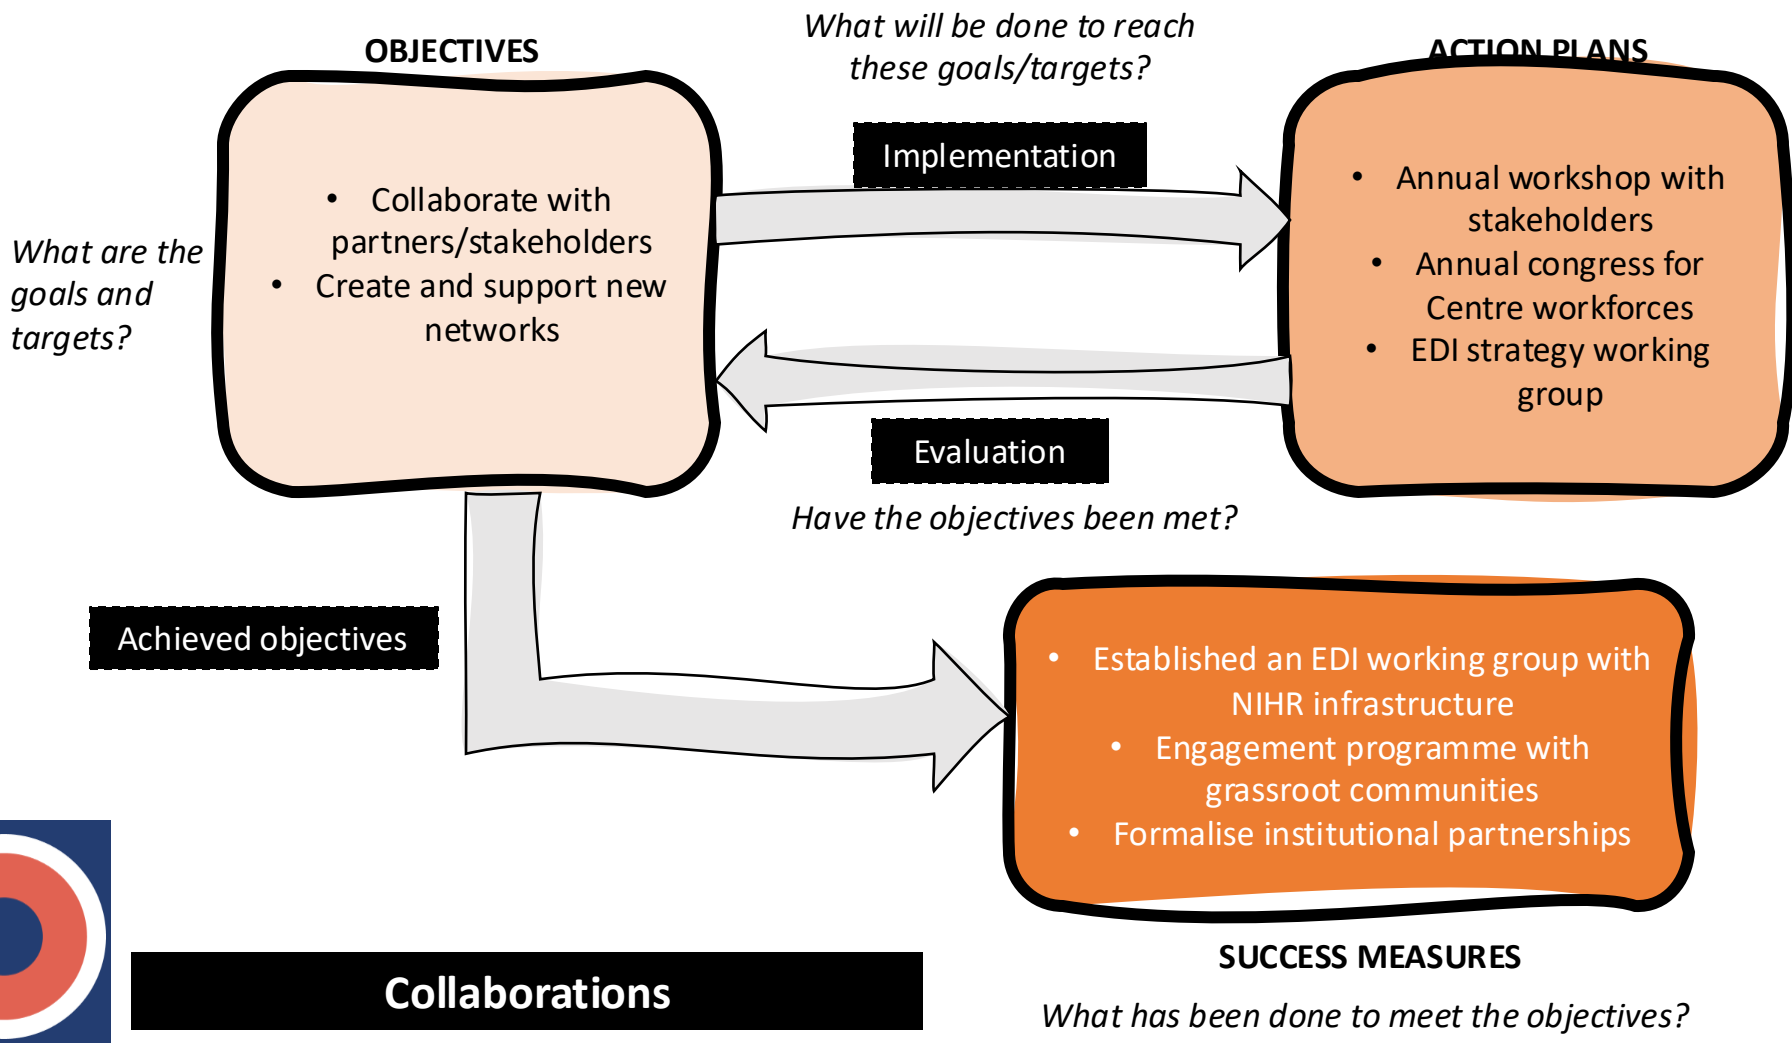 OBJECTIVES
What will be done to reach
these goals/targets?
ACTION PLANS
Implementation
What are the
goals and
targets?
• Collaborate with
partners/stakeholders
• Create and support new
networks
• Annual workshop with
stakeholders
• Annual congress for
Centre workforces
• EDI strategy working
group
Evaluation
Have the objectives been met?
Achieved objectives
• Established an EDI working group with
NIHR infrastructure
• Engagement programme with
grassroot communities
• Formalise institutional partnerships
SUCCESS MEASURES
What has been done to meet the objectives?
Collaborations